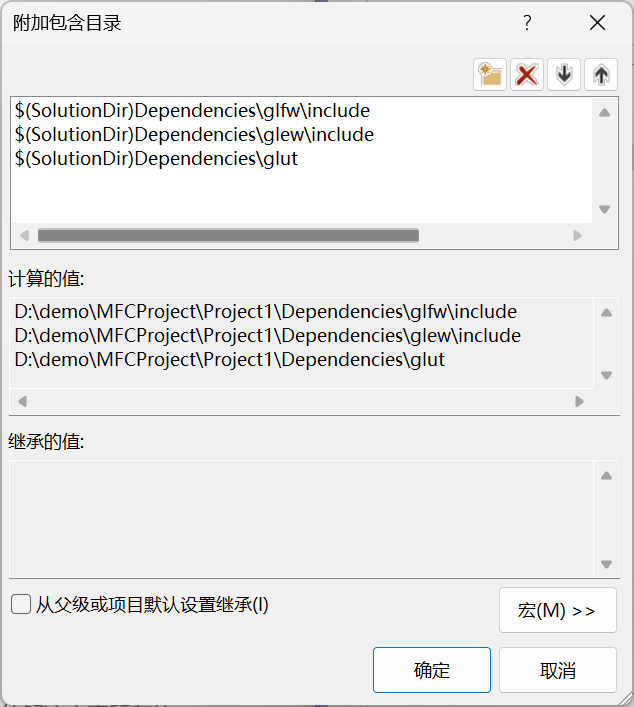 附加包含目录
?
$(SolutionDir)Dependencies\glfw\include
$(SolutionDir)Dependencies\glew\include
$(SolutionDir)Dependencies\glut
计算的值:
D:\demo\MFCProject\Project1\Dependencies\glfw\include
D:\demo\MFCProject\Project1\Dependencies\glew\include
D:\demo\MFCProject\Project1\Dependencies\glut
继承的值:
从父级或项目默认设置继承(I)
宏(M) >>
确定
取消